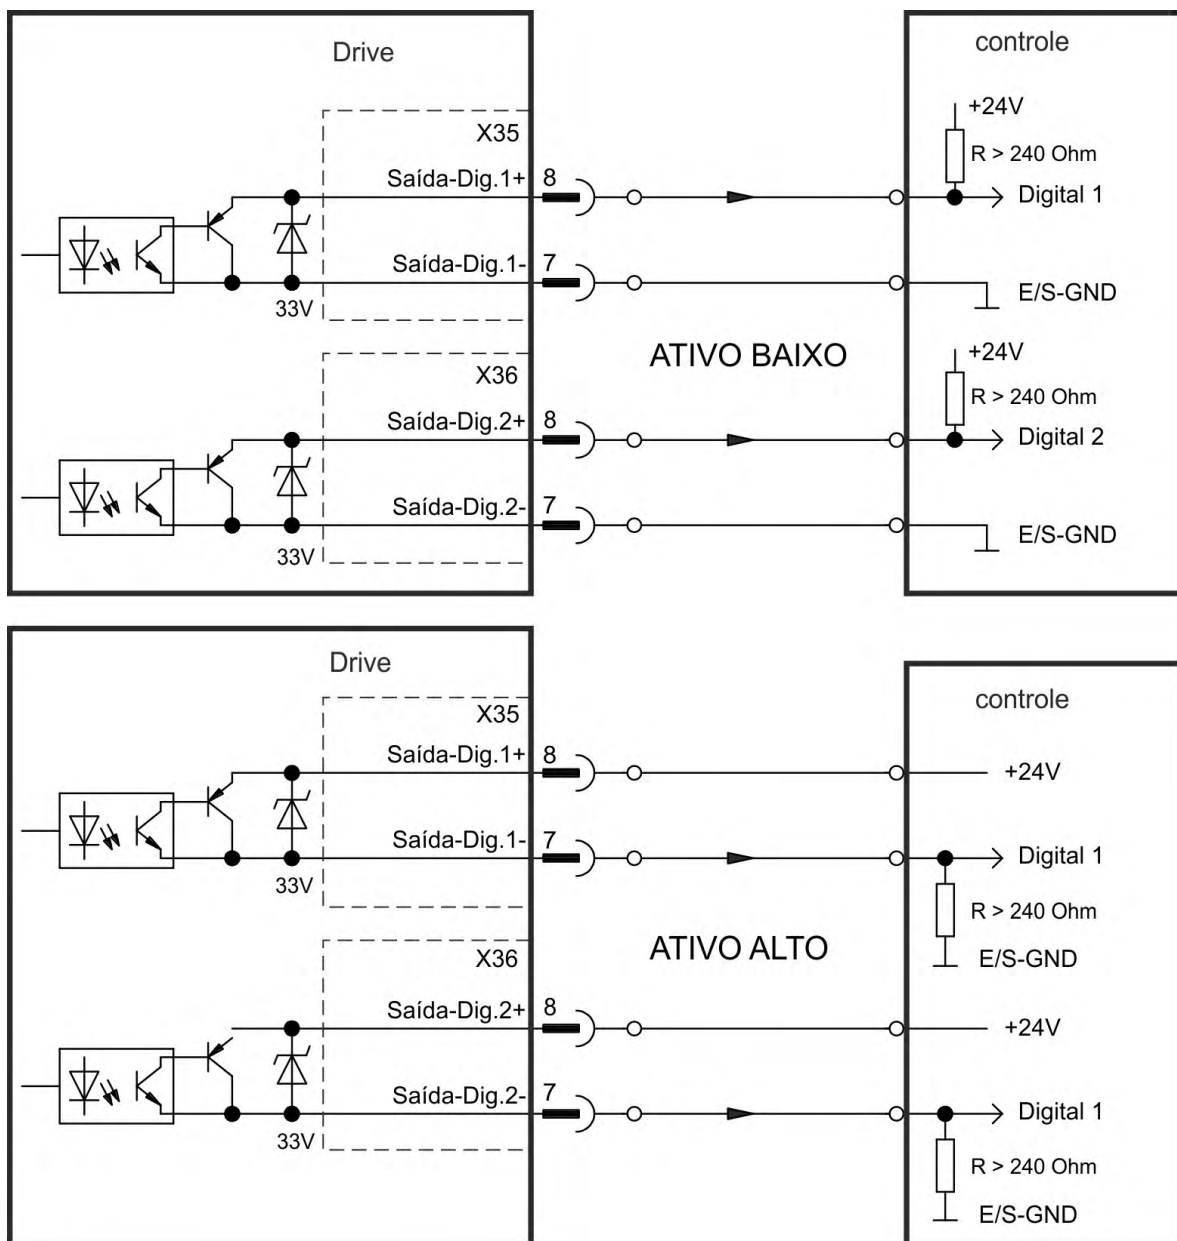 Drive
controle
+24V
X35
R > 240 Ohm
Saída-Dig.1+
8
Digital 1
Saída-Dig.1-
7
33V
E/S-GND
ATIVO BAIXO
+24V
X36
R > 240 Ohm
Saída-Dig.2+
8
Digital 2
Saída-Dig.2-
7
33V
E/S-GND
Drive
controle
X35
Saída-Dig.1+
8
+24V
Saída-Dig.1-
7
Digital 1
33V
R > 240 Ohm
ATIVO ALTO
X36
E/S-GND
Saída-Dig.2+
8
+24V
Saída-Dig.2-
7
Digital 1
33V
R > 240 Ohm
E/S-GND